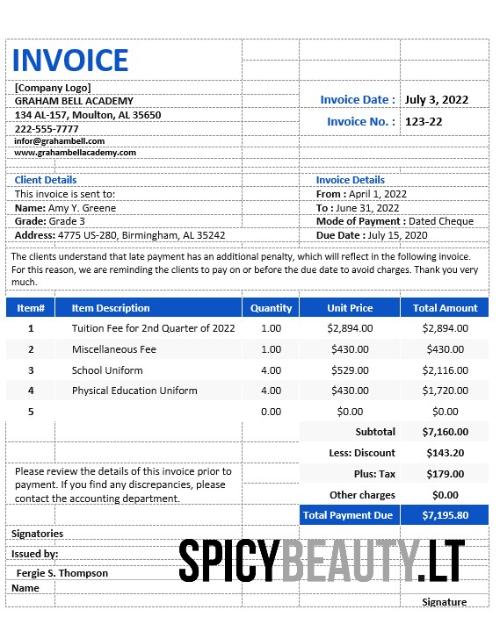 INVOICE
[Company Logo]
GRAHAM BELL ACADEMY
134 AL-157, Moulton, AL 35650
222-555-7777
infor@grahambell.com
www.grahambellacademy.com
Invoice Date : July 3, 2022
Invoice No. : 123-22
Client Details
This invoice is sent to:
Name: Amy Y. Greene
Grade: Grade 3
Address: 4775 US-280, Birmingham, AL 35242
Invoice Details
From : April 1, 2022
To : June 31, 2022
Mode of Payment : Dated Cheque
Due Date : July 15, 2020
The clients understand that late payment has an additional penalty, which will reflect in the following invoice.
For this reason, we are reminding the clients to pay on or before the due date to avoid charges. Thank you very
much.
Item# Item Description Quantity Unit Price Total Amount
1 Tuition Fee for 2nd Quarter of 2022 1.00 $2,894.00 $2,894.00
2 Miscellaneous Fee 1.00 $430.00 $430.00
3 School Uniform 4.00 $529.00 $2,116.00
4 Physical Education Uniform 4.00 $430.00 $1,720.00
5 0.00 $0.00 $0.00
Subtotal $7,160.00
Less: Discount $143.20
Plus: Tax $179.00
Other charges $0.00
Total Payment Due $7,195.80
Please review the details of this invoice prior to
payment. If you find any discrepancies, please
contact the accounting department.
Signatories
Issued by:
Fergie S. Thompson
Name
SPICYBEAUTY.LT
Signature